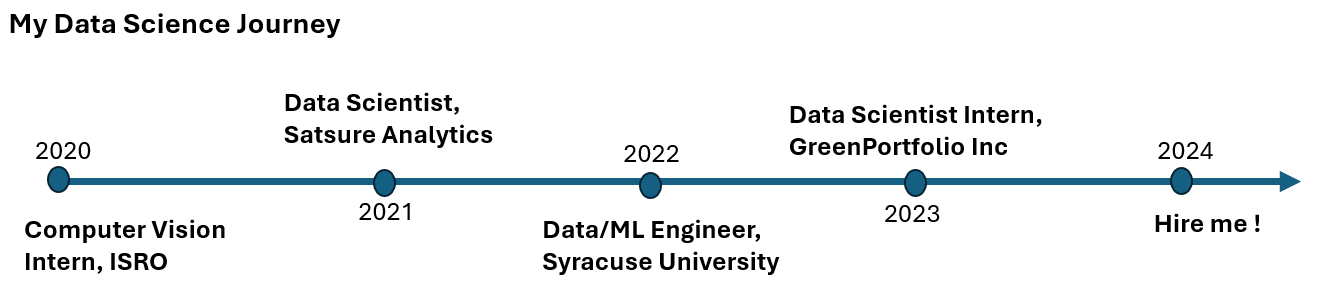 My Data Science Journey
2020
Computer Vision
Intern, ISRO
Data Scientist,
Satsure Analytics
2021
2022
Data/ML Engineer,
Syracuse University
Data Scientist Intern,
GreenPortfolio Inc
2023
2024
Hire me !